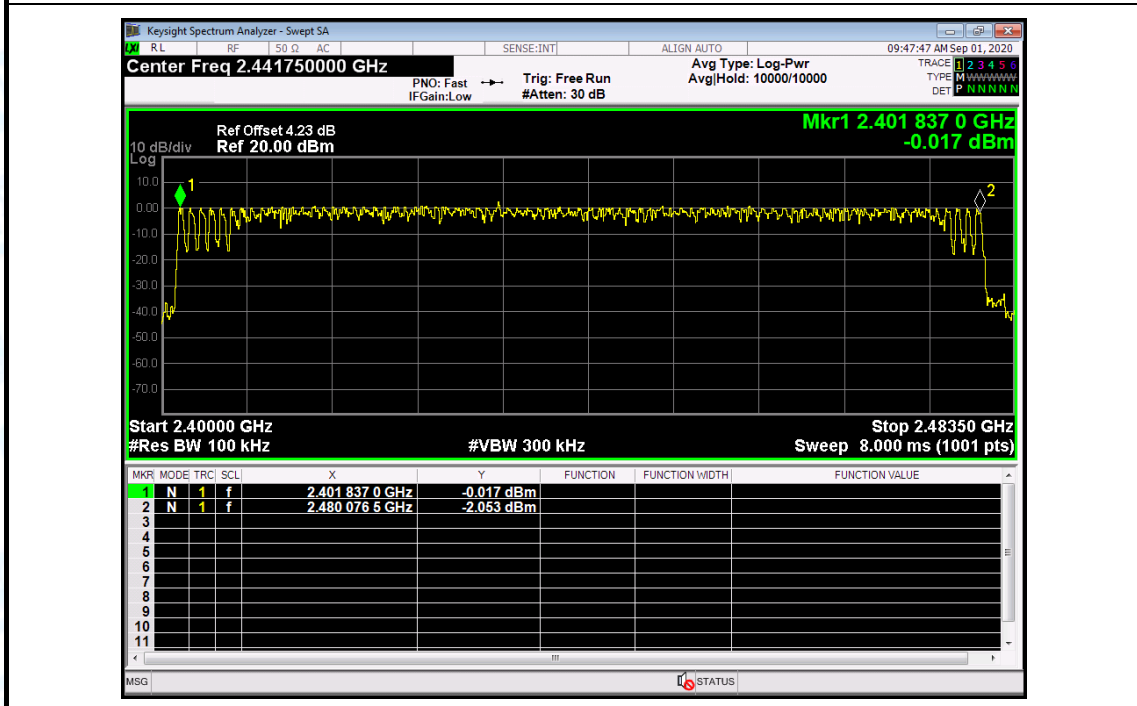 Keysight Spectrum Analyzer - Swept SA
LXI RL RF 50 Ω AC SENSE:INT ALIGN AUTO 09:47:47 AM Sep 01, 2020
Center Freq 2.441750000 GHz
PNO: Fast Trig: Free Run Avg Type: Log-Pwr TRACE 1 2 3 4 5 6
IFGain:Low #Atten: 30 dB Avg|Hold: 10000/10000 TYPE MWWWWW
DET P N N N N N
Mkr1 2.401 837 0 GHz
-0.017 dBm
Ref Offset 4.23 dB
10 dB/div Ref 20.00 dBm
Log
10.0
0.00
-10.0
-20.0
-30.0
-40.0
-50.0
-60.0
-70.0
1
2
Start 2.40000 GHz Stop 2.48350 GHz
#Res BW 100 kHz #VBW 300 kHz Sweep 8.000 ms (1001 pts)
MKR MODE TRC SCL X Y FUNCTION FUNCTION WIDTH FUNCTION VALUE
1 N 1 f 2.401 837 0 GHz -0.017 dBm
2 N 1 f 2.480 076 5 GHz -2.053 dBm
3
4
5
6
7
8
9
10
11
MSG STATUS